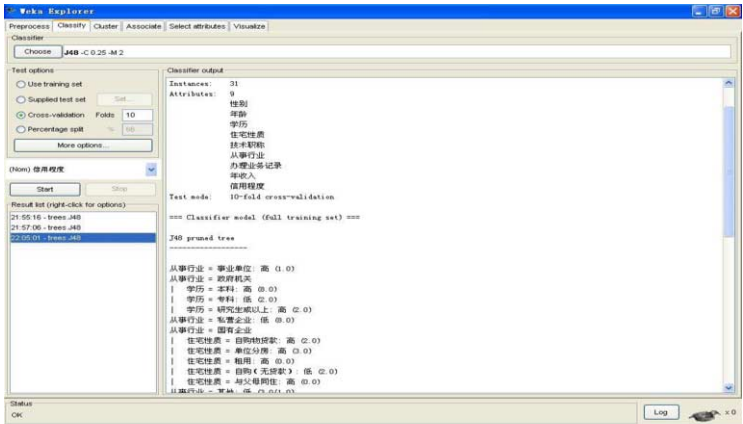 Weka Explorer
Preprocess Classify Cluster Associate Select attributes Visualize
Classifier
Choose J48 -C 0.25 -M 2
Test options
Use training set
Supplied test set Set...
Cross-validation Folds 10
Percentage split % 66
More options...
(Nom) 信用程度
Start Stop
Result list (right-click for options)
21:55:16 - trees.J48
21:57:06 - trees.J48
22:05:01 - trees.J48
Classifier output
Instances: 31
Attributes: 9
性别
年龄
学历
住宅性质
技术职称
从事行业
办理业务记录
年收入
信用程度
Test mode: 10-fold cross-validation
=== Classifier model (full training set) ===
J48 pruned tree
------------------
从事行业 = 事业单位: 高 (1.0)
从事行业 = 政府机关
| 学历 = 本科: 高 (8.0)
| 学历 = 专科: 低 (2.0)
| 学历 = 研究生或以上: 高 (2.0)
从事行业 = 私营企业: 低 (8.0)
从事行业 = 国有企业
| 住宅性质 = 自购物贷款: 高 (2.0)
| 住宅性质 = 单位分房: 高 (3.0)
| 住宅性质 = 租用: 高 (0.0)
| 住宅性质 = 自购(无贷款): 低 (2.0)
| 住宅性质 = 与父母同住: 高 (0.0)
从事行业 = 其他: 低 (3.0/1.0)
Status
OK
Log x 0